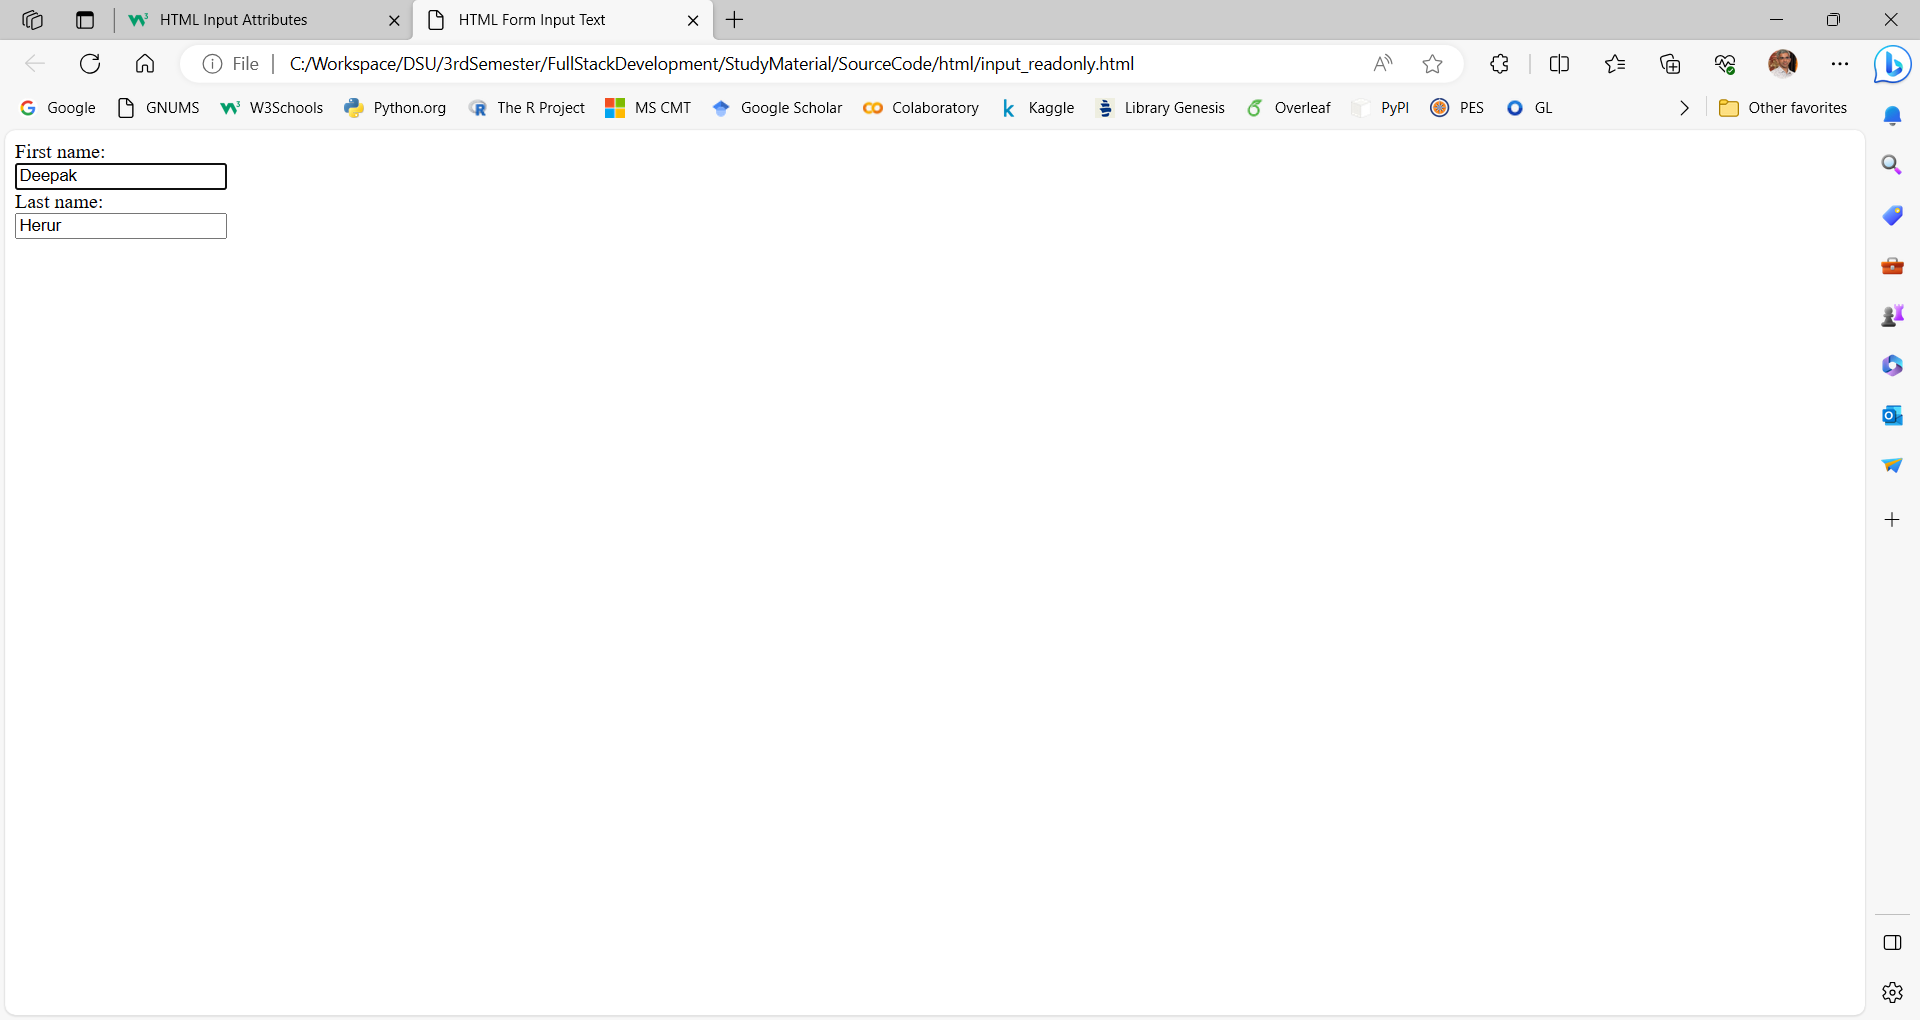 HTML Input Attributes
HTML Form Input Text
File C:/Workspace/DSU/3rdSemester/FullStackDevelopment/StudyMaterial/SourceCode/html/input_readonly.html
Google GNUMS W3Schools Python.org The R Project MS CMT Google Scholar Colaboratory Kaggle Library Genesis Overleaf PyPI PES GL Other favorites
First name:
Deepak
Last name:
Herur